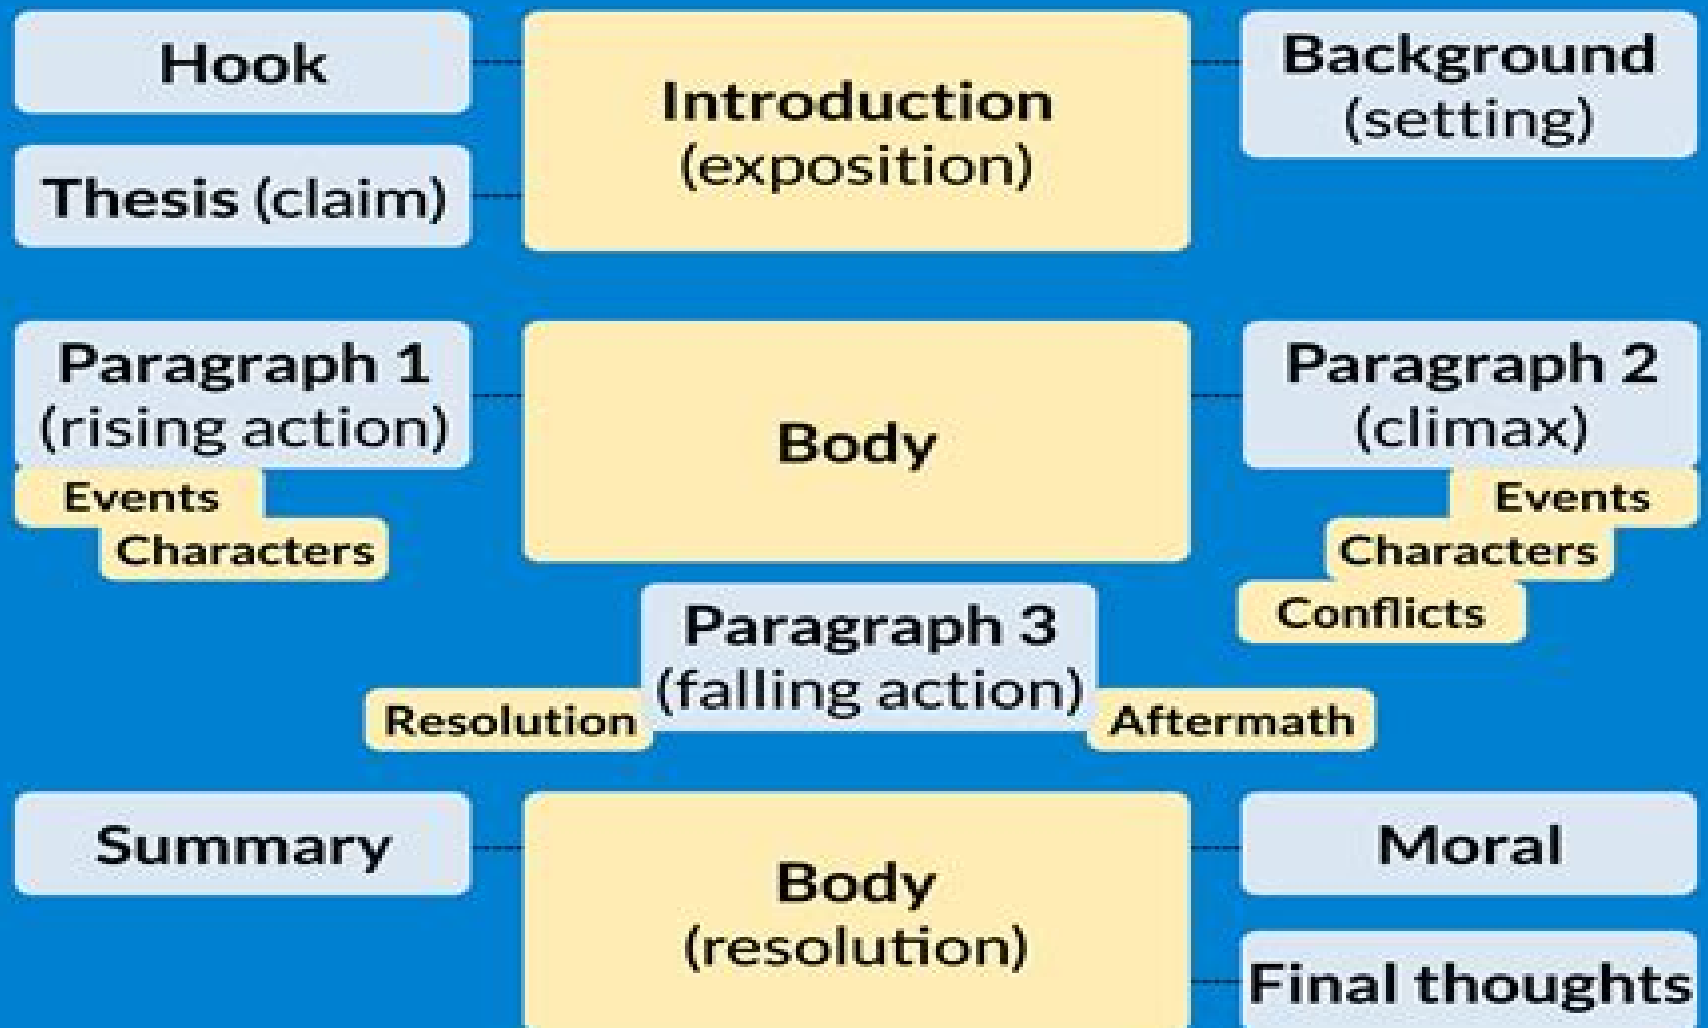 Hook
Thesis (claim)
Introduction
(exposition)
Background
(setting)
Paragraph 1
(rising action)
Events
Characters
Body
Paragraph 2
(climax)
Events
Characters
Conflicts
Paragraph 3
(falling action)
Resolution
Aftermath
Summary
Body
(resolution)
Moral
Final thoughts